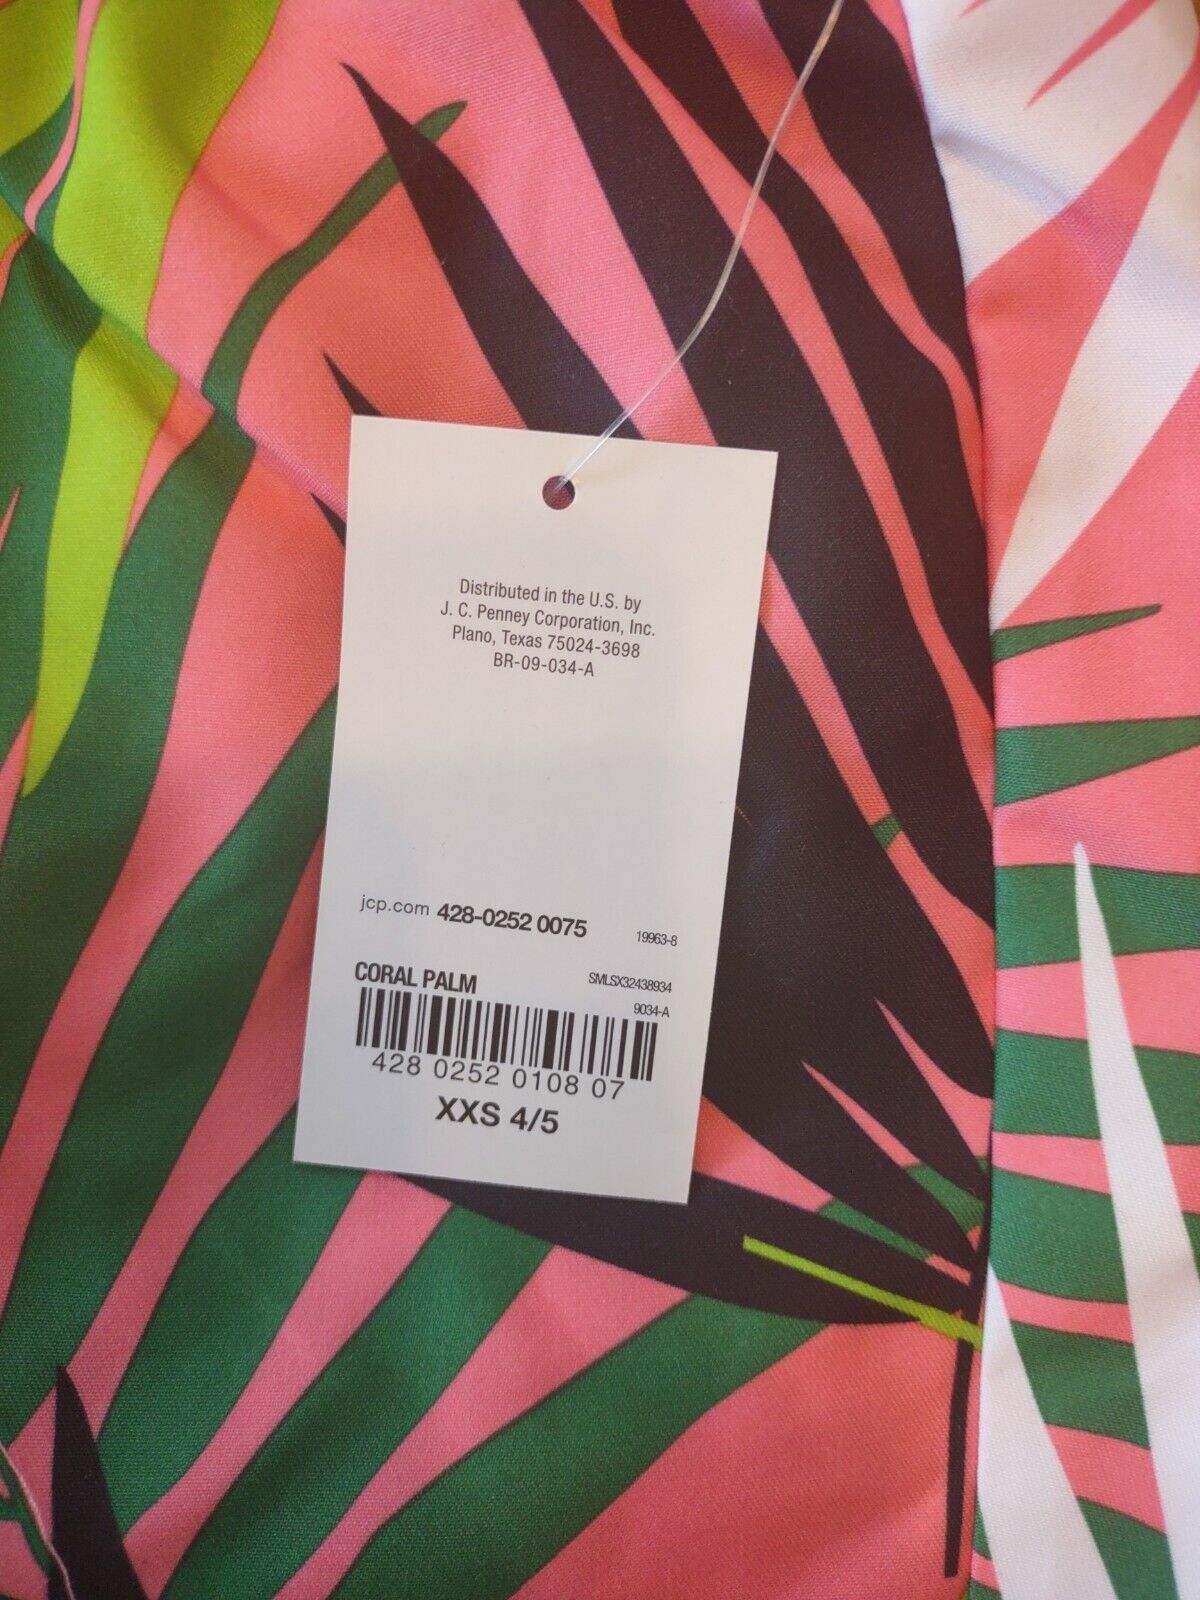 Distributed in the U.S. by
J. C. Penney Corporation, Inc.
Plano, Texas 75024-3698
BR-09-034-A
jcp.com 428-0252 0075
19963-8
CORAL PALM
SMLSX32438934
9034-A
428 0252 0108 07
XXS 4/5